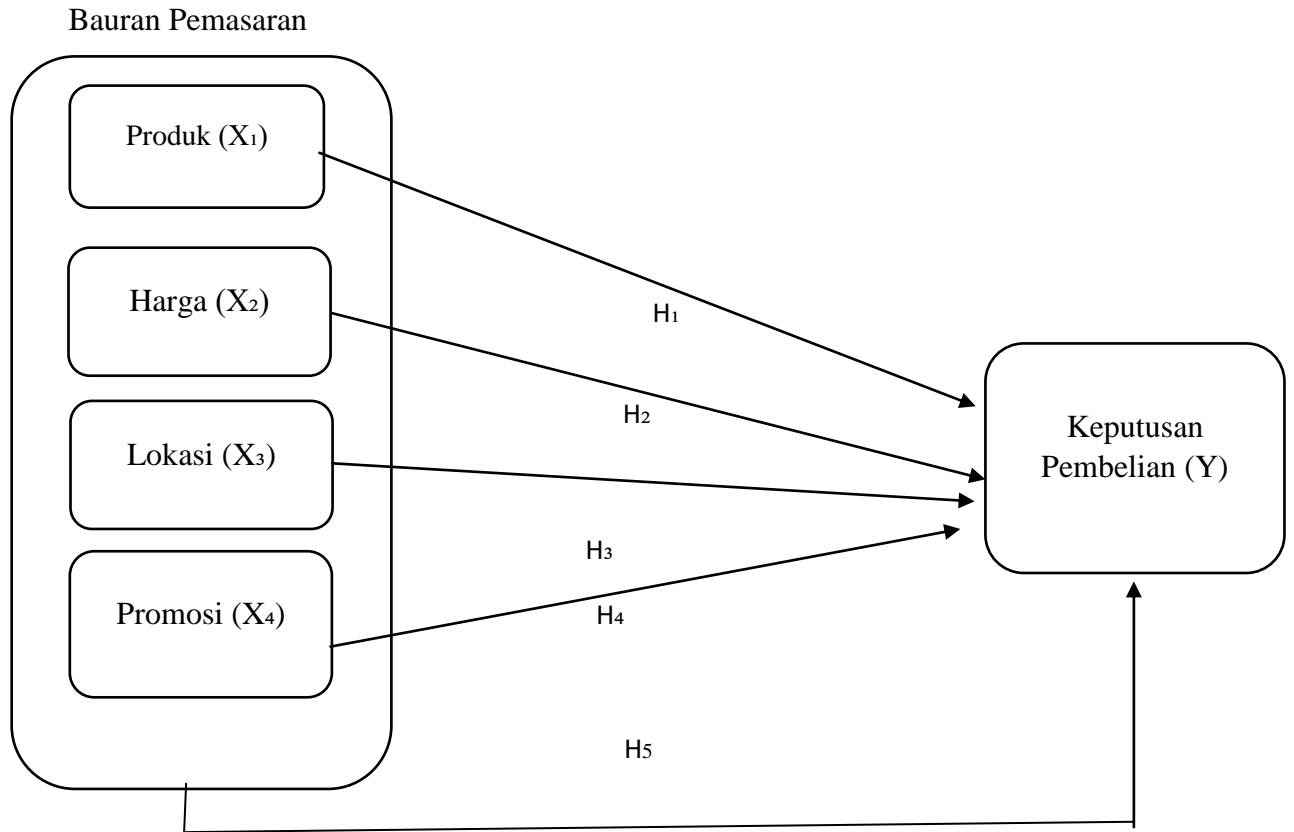 Bauran Pemasaran
Produk (X₁)
Harga (X₂)
Lokasi (X₃)
Promosi (X₄)
H₁
H₂
H₃
H₄
H5
Keputusan
Pembelian (Y)